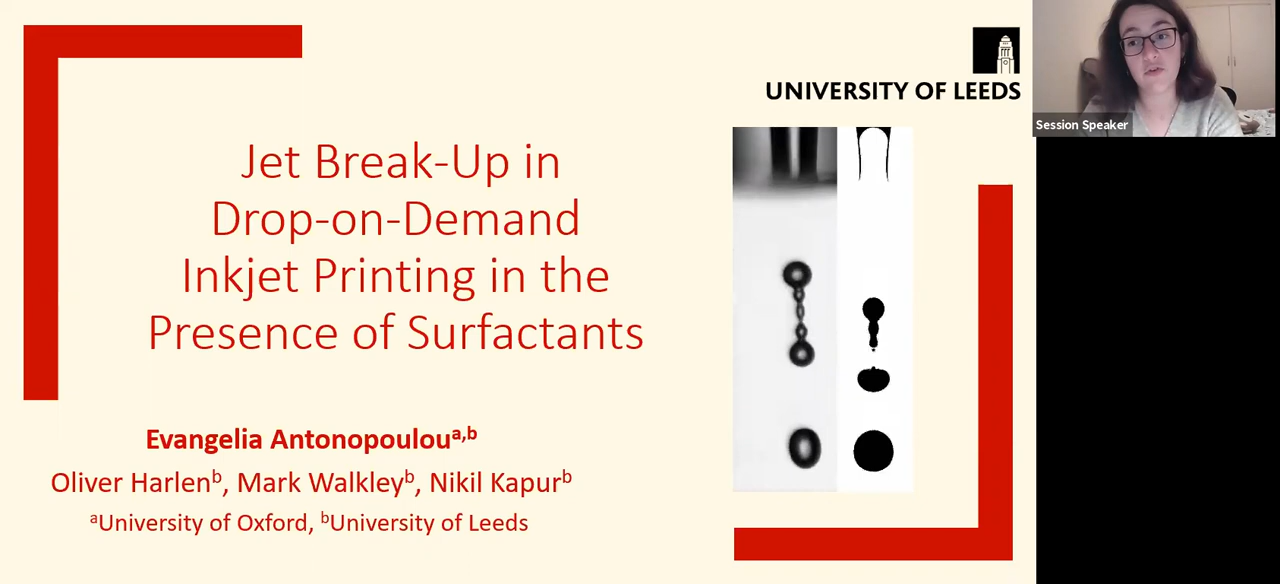 UNIVERSITY OF LEEDS
Session Speaker
Jet Break-Up in
Drop-on-Demand
Inkjet Printing in the
Presence of Surfactants
Evangelia Antonopoulouᵃ,ᵇ
Oliver Harlenᵇ, Mark Walkleyᵇ, Nikil Kapurᵇ
ᵃUniversity of Oxford, ᵇUniversity of Leeds